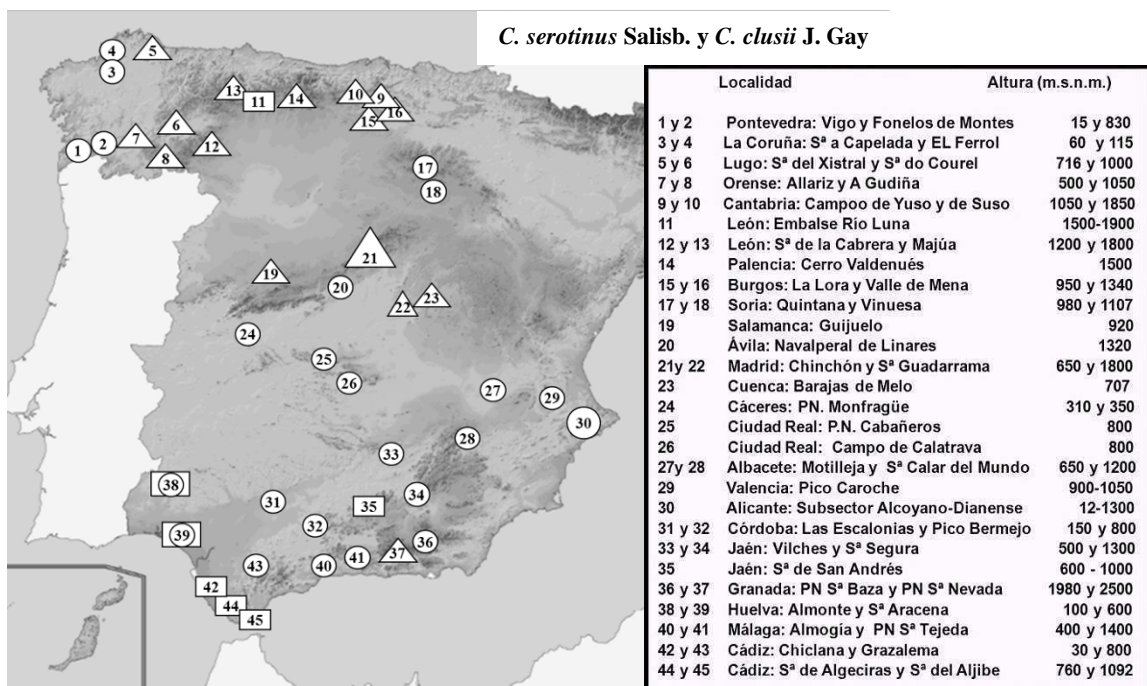 C. serotinus Salisb. y C. clusii J. Gay
Localidad Altura (m.s.n.m.)
1 y 2 Pontevedra: Vigo y Fonelos de Montes 15 y 830
3 y 4 La Coruña: Sª a Capelada y EL Ferrol 60 y 115
5 y 6 Lugo: Sª del Xistral y Sª do Courel 716 y 1000
7 y 8 Orense: Allariz y A Gudiña 500 y 1050
9 y 10 Cantabria: Campoo de Yuso y de Suso 1050 y 1850
11 León: Embalse Río Luna 1500-1900
12 y 13 León: Sª de la Cabrera y Majúa 1200 y 1800
14 Palencia: Cerro Valdenués 1500
15 y 16 Burgos: La Lora y Valle de Mena 950 y 1340
17 y 18 Soria: Quintana y Vinuesa 980 y 1107
19 Salamanca: Guijuelo 920
20 Ávila: Navalperal de Linares 1320
21y 22 Madrid: Chinchón y Sª Guadarrama 650 y 1800
23 Cuenca: Barajas de Melo 707
24 Cáceres: PN. Monfragüe 310 y 350
25 Ciudad Real: P.N. Cabañeros 800
26 Ciudad Real: Campo de Calatrava 800
27y 28 Albacete: Motilleja y Sª Calar del Mundo 650 y 1200
29 Valencia: Pico Caroche 900-1050
30 Alicante: Subsector Alcoyano-Dianense 12-1300
31 y 32 Córdoba: Las Escalonias y Pico Bermejo 150 y 800
33 y 34 Jaén: Vilches y Sª Segura 500 y 1300
35 Jaén: Sª de San Andrés 600 - 1000
36 y 37 Granada: PN Sª Baza y PN Sª Nevada 1980 y 2500
38 y 39 Huelva: Almonte y Sª Aracena 100 y 600
40 y 41 Málaga: Almogía y PN Sª Tejeda 400 y 1400
42 y 43 Cádiz: Chiclana y Grazalema 30 y 800
44 y 45 Cádiz: Sª de Algeciras y Sª del Aljibe 760 y 1092
4
5
3
13
11
14
10
9
16
15
6
7
2
1
12
8
17
18
21
19
20
22
23
24
25
26
27
29
30
28
33
38
31
34
35
32
39
36
37
41
40
43
42
44
45